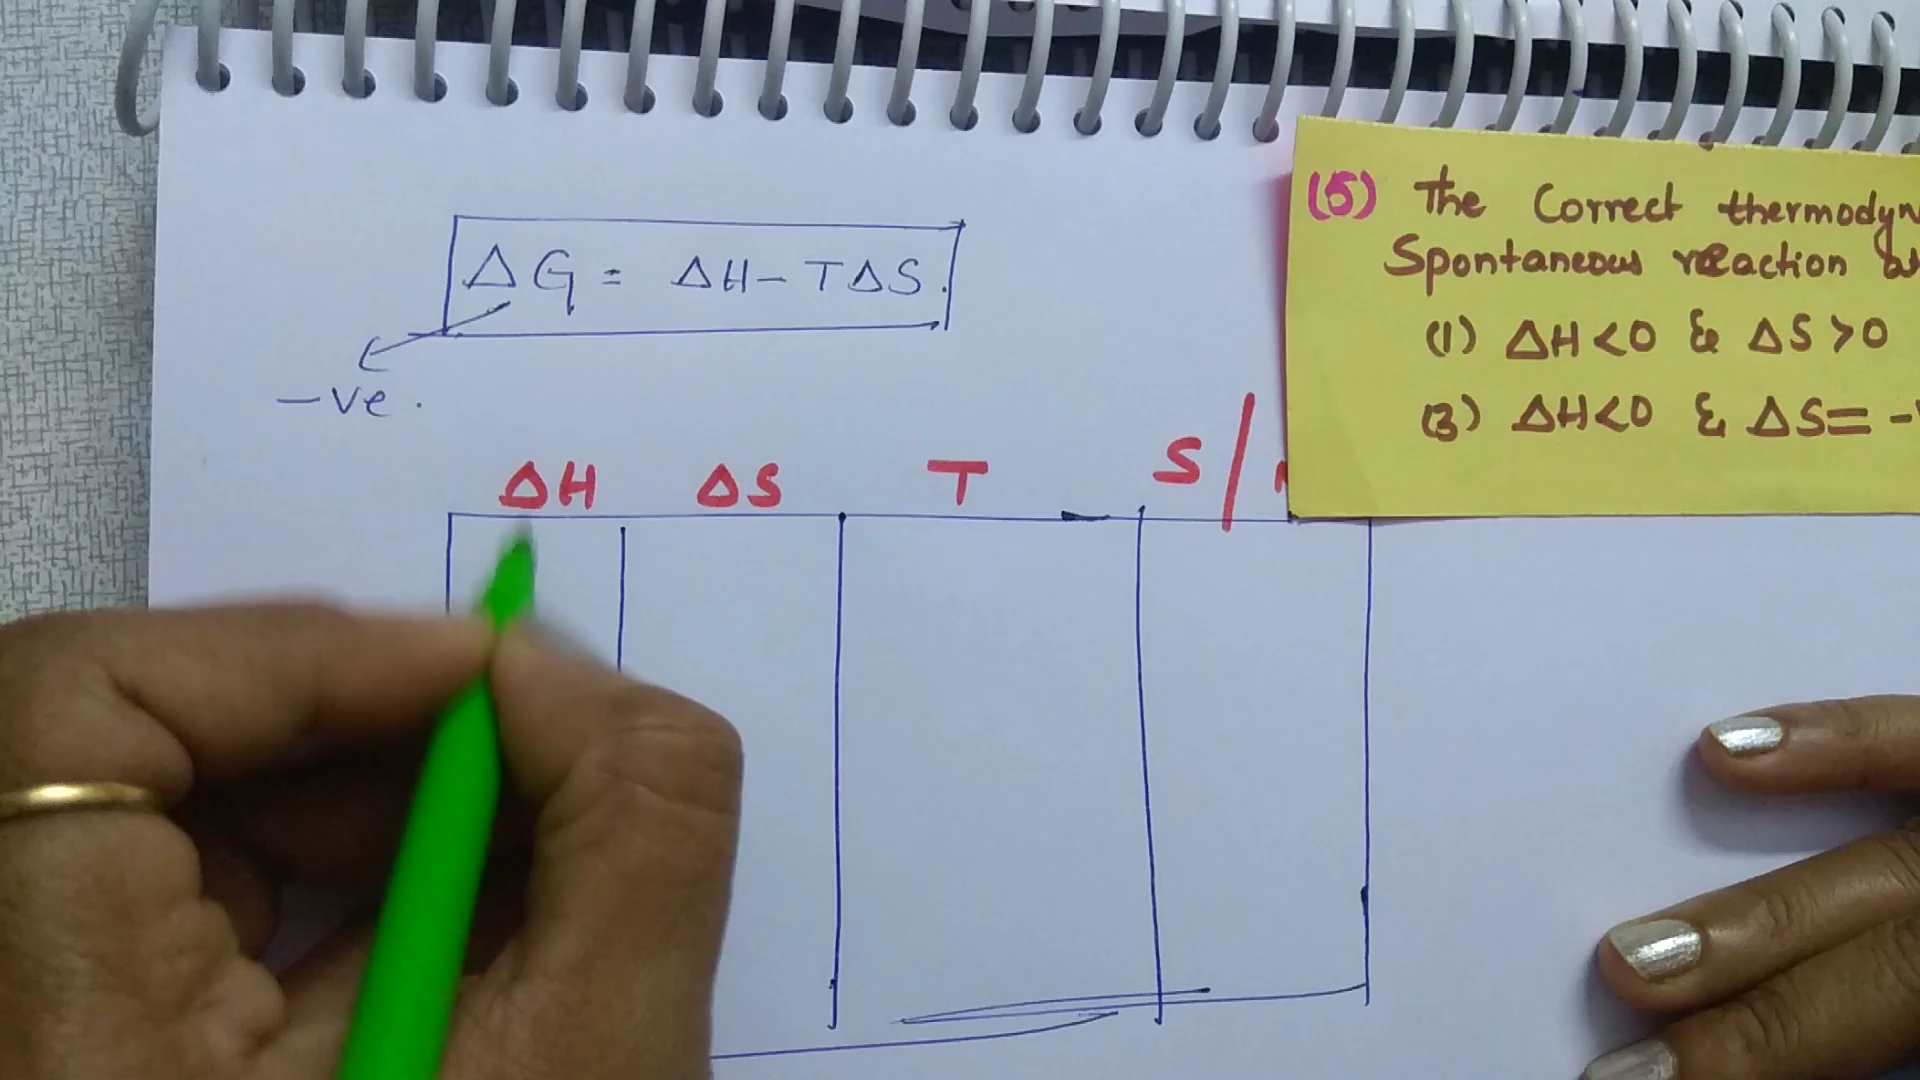 ΔG = ΔH - TΔS.
-ve.
ΔH ΔS T S/
(5) The Correct
Spontaneous reaction
(1) ΔH<0 & ΔS>0
(3) ΔH<0 & ΔS= -